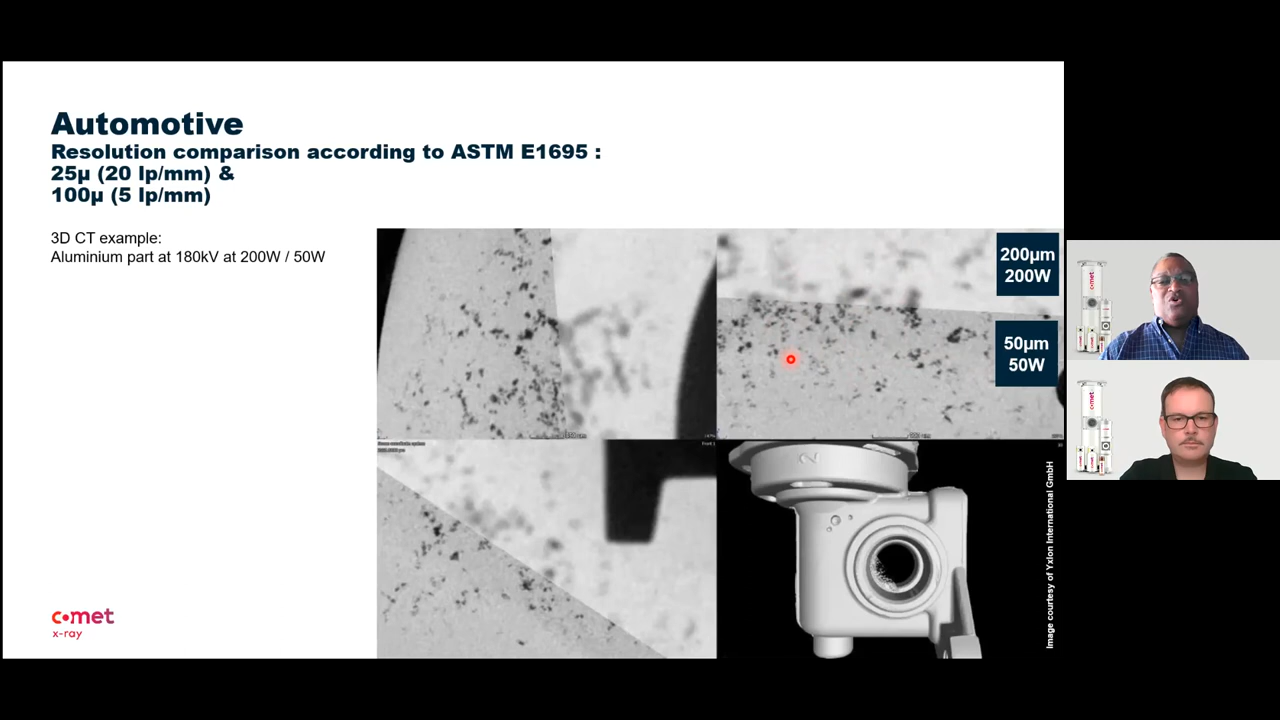 Automotive
Resolution comparison according to ASTM E1695 :
25µ (20 lp/mm) &
100µ (5 lp/mm)
3D CT example:
Aluminium part at 180kV at 200W / 50W
200µm
200W
50µm
50W
Image courtesy of Yxlon International GmbH
comet
x-ray